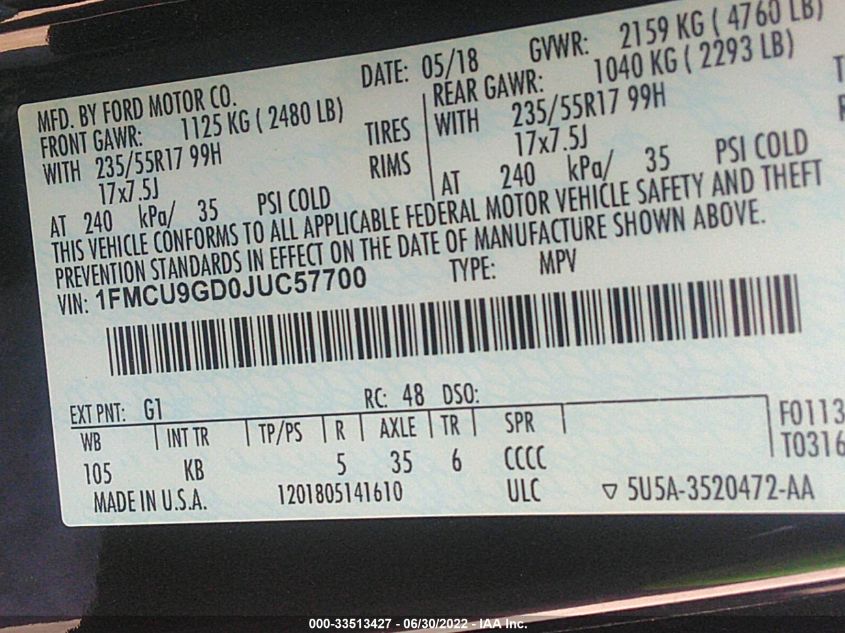 MFD. BY FORD MOTOR CO. DATE: 05/18 GVWR: 2159 KG ( 4760 LB)
FRONT GAWR: 1125 KG ( 2480 LB) REAR GAWR: 1040 KG ( 2293 LB)
WITH 235/55R17 99H TIRES WITH 235/55R17 99H
17x7.5J RIMS 17x7.5J
AT 240 kPa/ 35 PSI COLD AT 240 kPa/ 35 PSI COLD
THIS VEHICLE CONFORMS TO ALL APPLICABLE FEDERAL MOTOR VEHICLE SAFETY AND THEFT
PREVENTION STANDARDS IN EFFECT ON THE DATE OF MANUFACTURE SHOWN ABOVE.
VIN: 1FMCU9GD0JUC57700 TYPE: MPV
EXT PNT: G1 RC: 48 DSO:
WB INT TR TP/PS R AXLE TR SPR F0113
105 KB 5 35 6 CCCC T0316
MADE IN U.S.A. 1201805141610 ULC ▽ 5U5A-3520472-AA
000-33513427 - 06/30/2022 - IAA Inc.